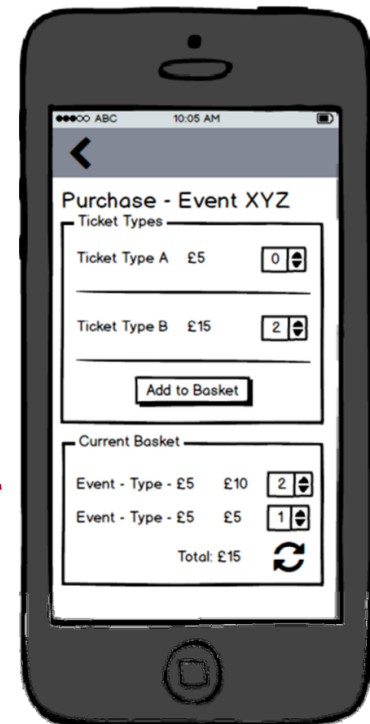 ABC 10:05 AM
Purchase - Event XYZ
Ticket Types
Ticket Type A £5 0
Ticket Type B £15 2
Add to Basket
Current Basket
Event - Type - £5 £10 2
Event - Type - £5 £5 1
Total: £15